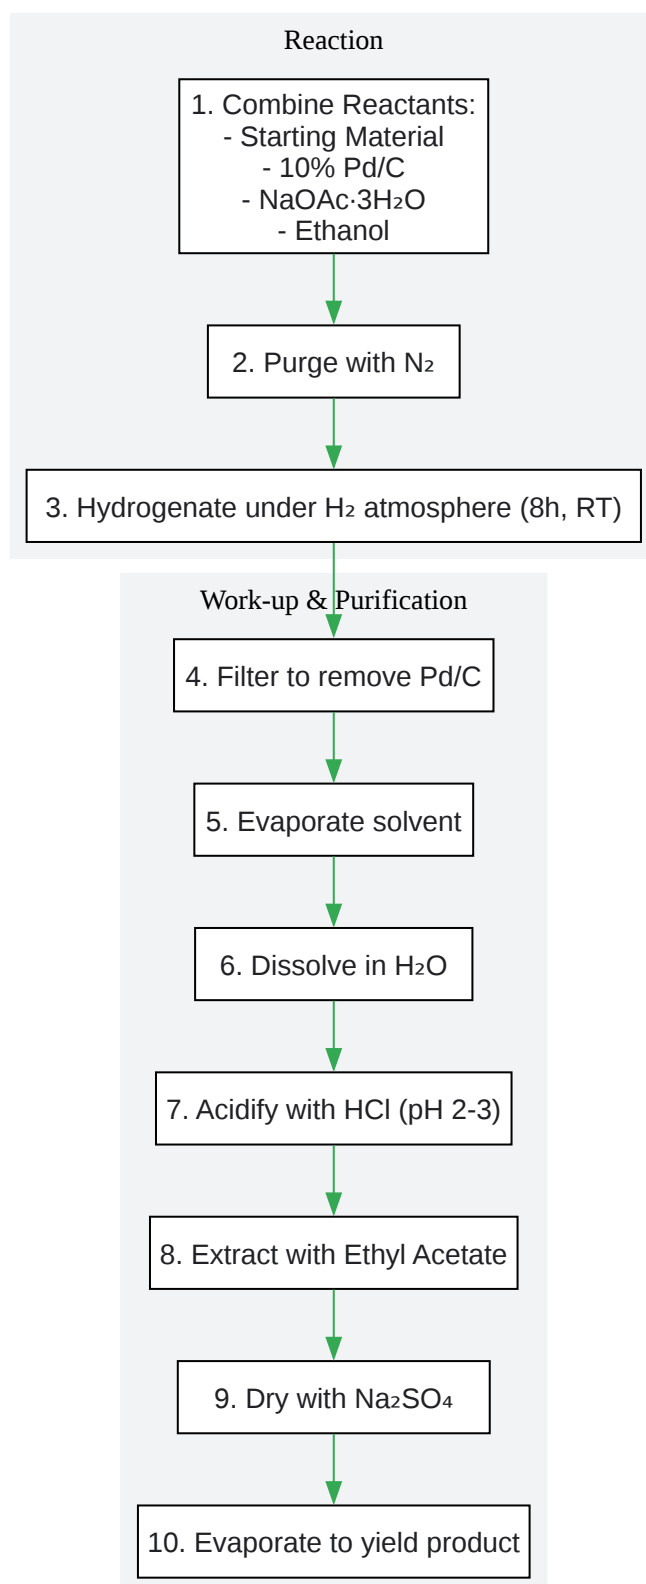 Reaction
1. Combine Reactants:
- Starting Material
- 10% Pd/C
- NaOAc·3H₂O
- Ethanol
2. Purge with N₂
3. Hydrogenate under H₂ atmosphere (8h, RT)
Work-up & Purification
4. Filter to remove Pd/C
5. Evaporate solvent
6. Dissolve in H₂O
7. Acidify with HCl (pH 2-3)
8. Extract with Ethyl Acetate
9. Dry with Na₂SO₄
10. Evaporate to yield product